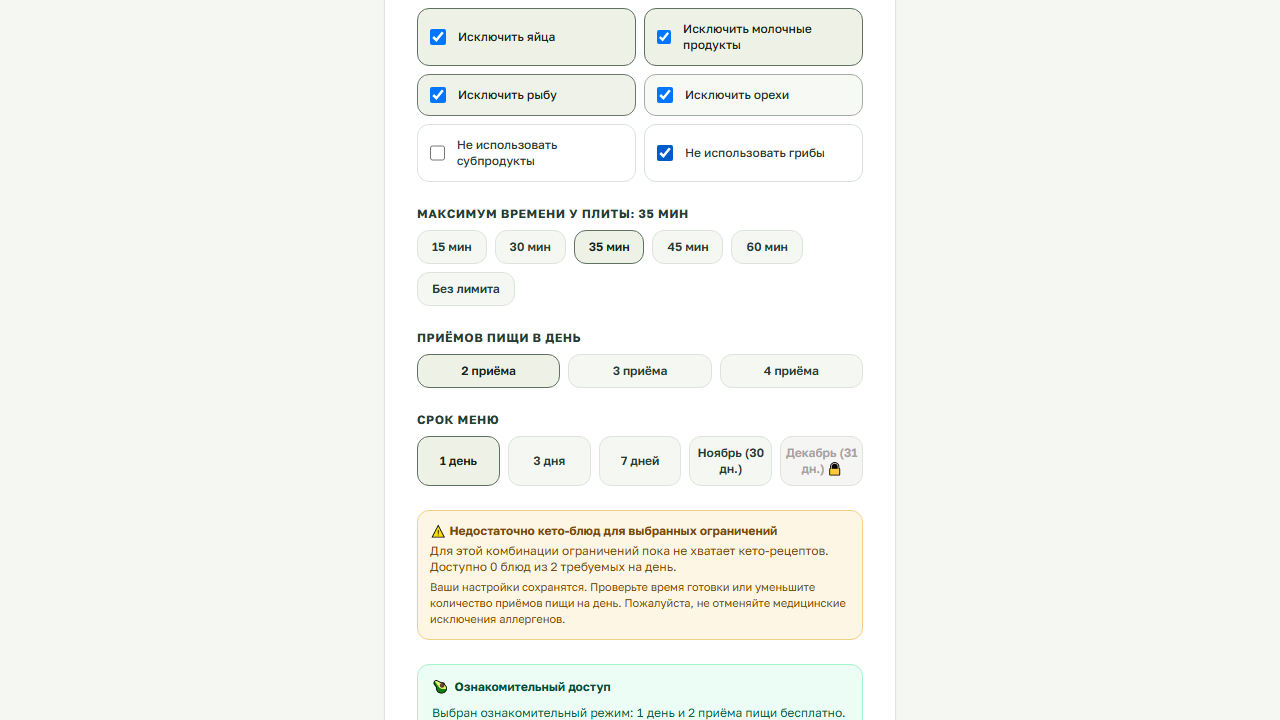 Исключить яйца
Исключить молочные
продукты
Исключить рыбу
Исключить орехи
Не использовать
субпродукты
Не использовать грибы
МАКСИМУМ ВРЕМЕНИ У ПЛИТЫ: 35 МИН
15 мин
30 мин
35 мин
45 мин
60 мин
Без лимита
ПРИЁМОВ ПИЩИ В ДЕНЬ
2 приёма
3 приёма
4 приёма
СРОК МЕНЮ
1 день
3 дня
7 дней
Ноябрь (30
дн.)
Декабрь (31
дн.) 🔒
⚠️ Недостаточно кето-блюд для выбранных ограничений
Для этой комбинации ограничений пока не хватает кето-рецептов.
Доступно 0 блюд из 2 требуемых на день.
Ваши настройки сохранятся. Проверьте время готовки или уменьшите
количество приёмов пищи на день. Пожалуйста, не отменяйте медицинские
исключения аллергенов.
🥑 Ознакомительный доступ
Выбран ознакомительный режим: 1 день и 2 приёма пищи бесплатно.